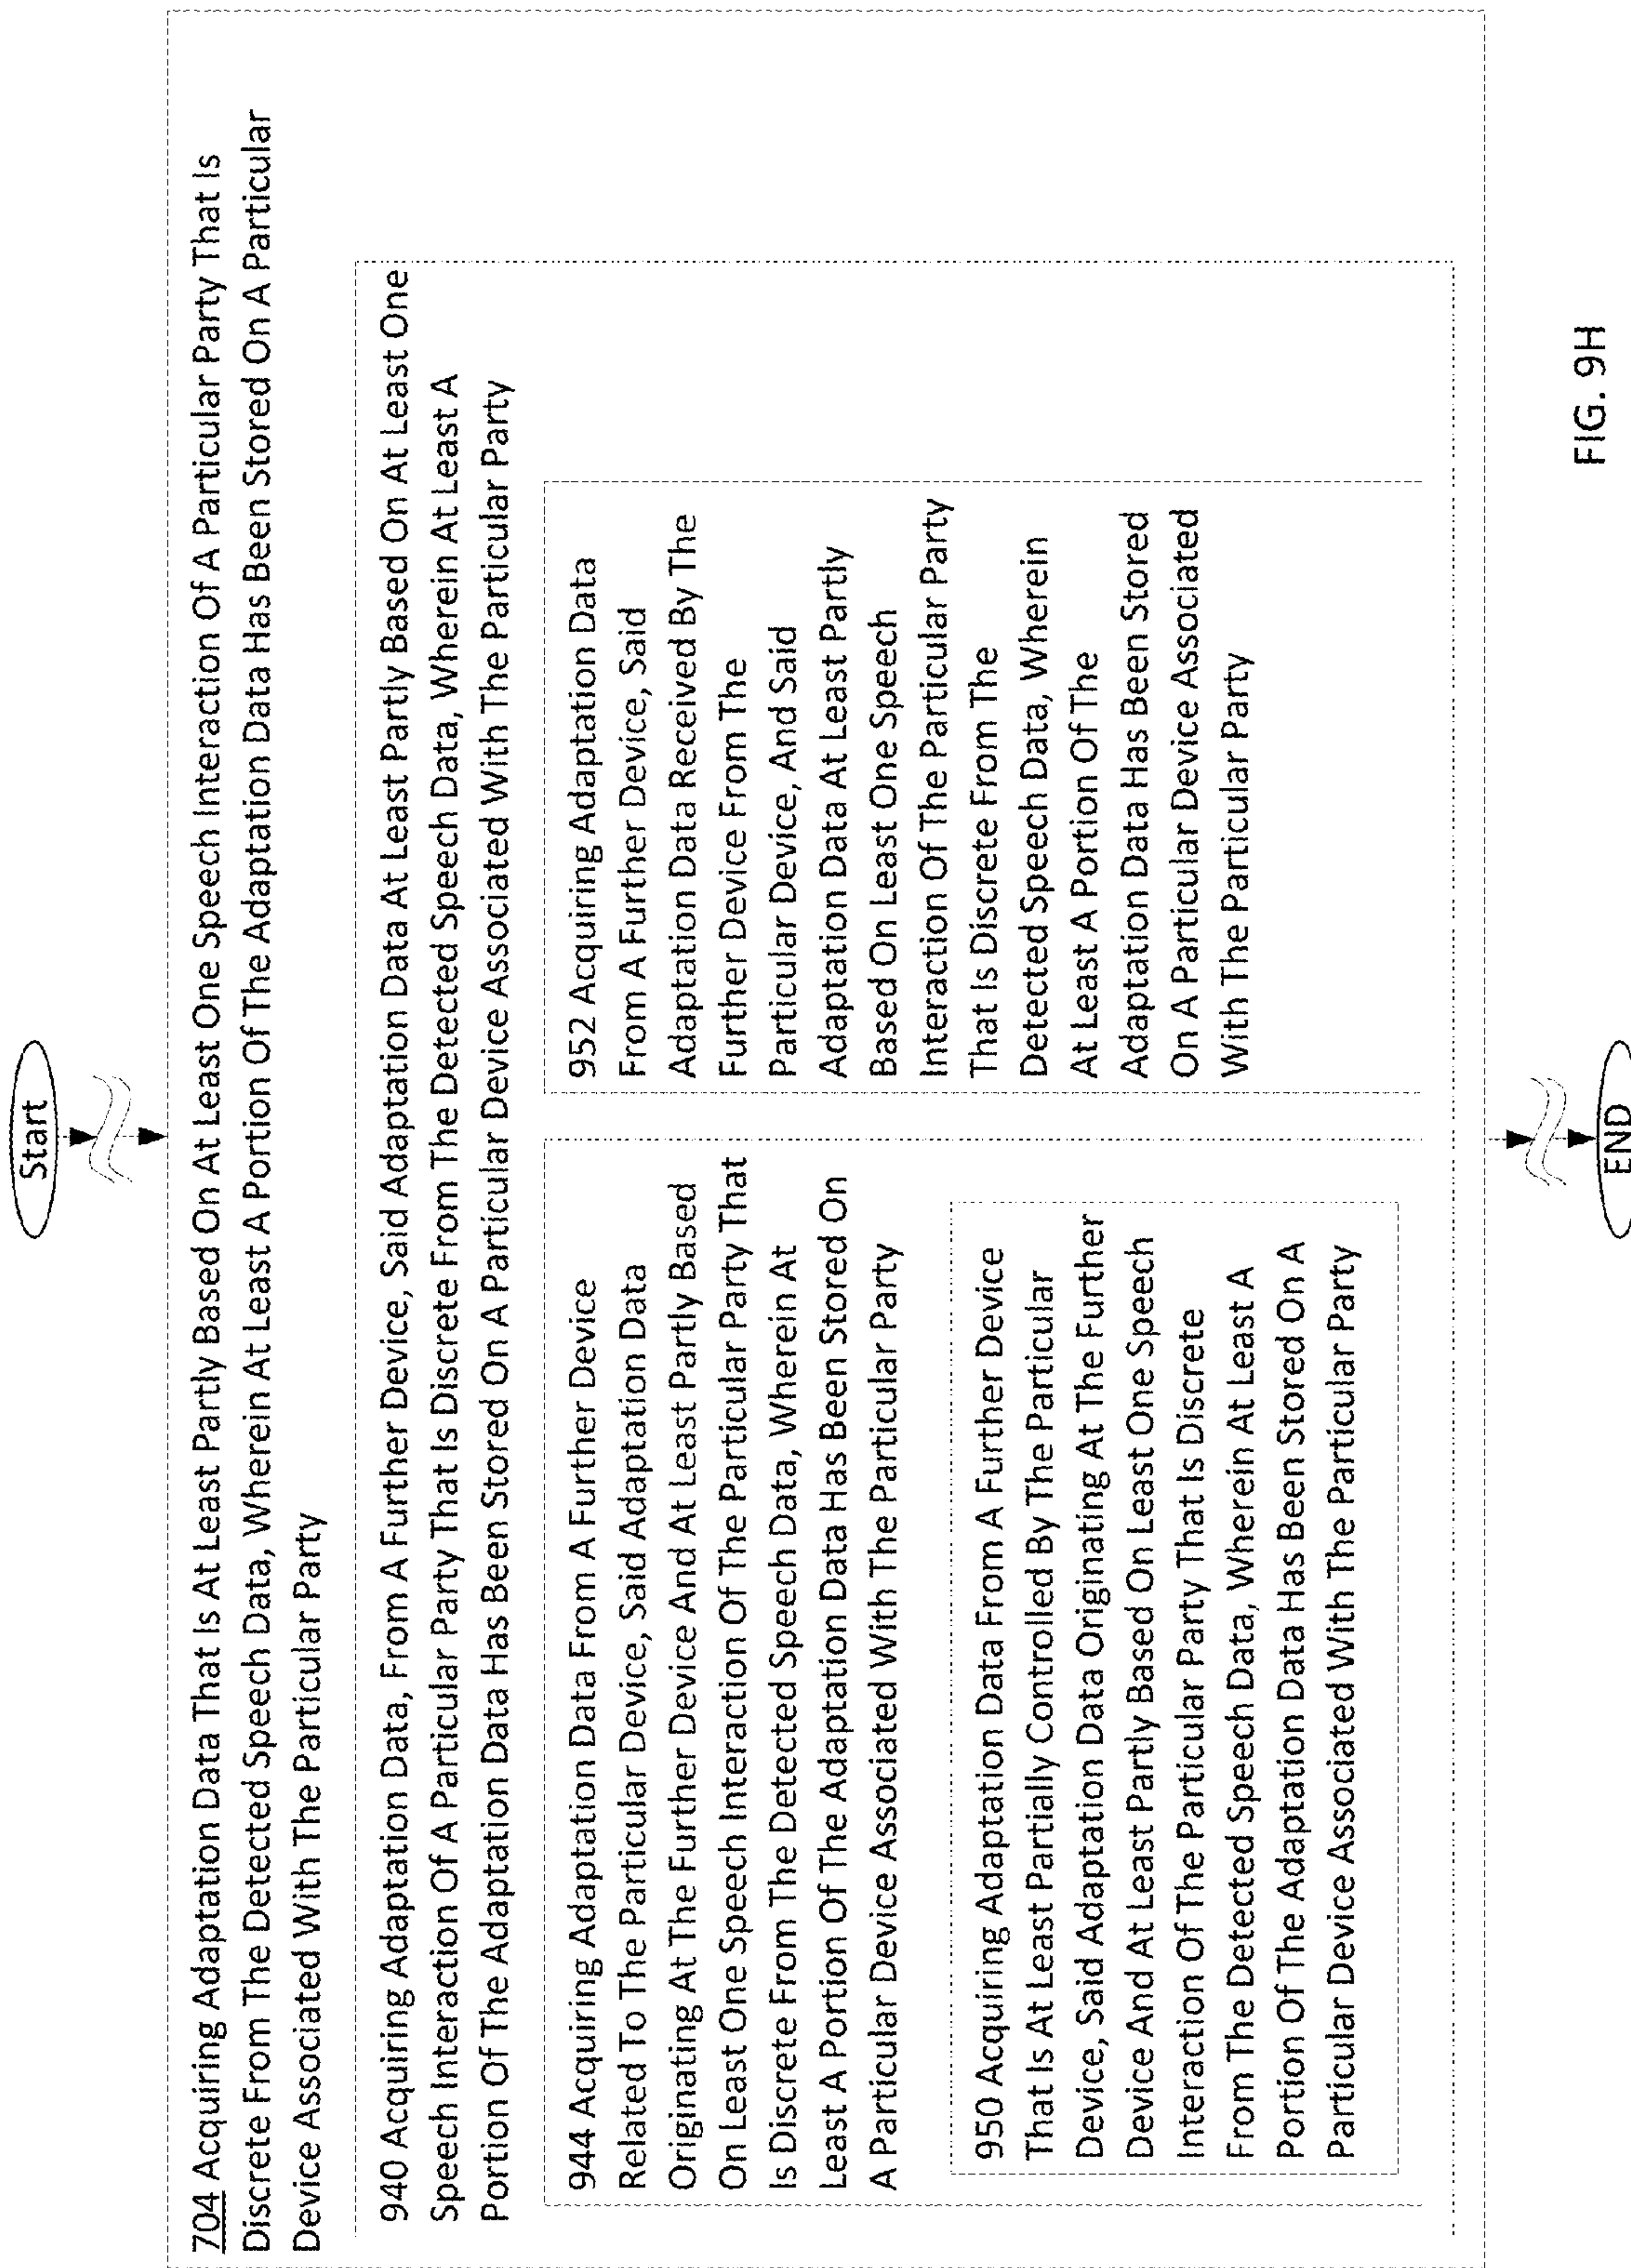 Start
704 Acquiring Adaptation Data That Is At Least Partly Based On At Least One Speech Interaction Of A Particular Party That Is
Discrete From The Detected Speech Data, Wherein At Least A Portion Of The Adaptation Data Has Been Stored On A Particular
Device Associated With The Particular Party
940 Acquiring Adaptation Data, From A Further Device, Said Adaptation Data At Least Partly Based On At Least One
Speech Interaction Of A Particular Party That Is Discrete From The Detected Speech Data, Wherein At Least A
Portion Of The Adaptation Data Has Been Stored On A Particular Device Associated With The Particular Party
944 Acquiring Adaptation Data From A Further Device
Related To The Particular Device, Said Adaptation Data
Originating At The Further Device And At Least Partly Based
On Least One Speech Interaction Of The Particular Party That
Is Discrete From The Detected Speech Data, Wherein At
Least A Portion Of The Adaptation Data Has Been Stored On
A Particular Device Associated With The Particular Party
950 Acquiring Adaptation Data From A Further Device
That Is At Least Partially Controlled By The Particular
Device, Said Adaptation Data Originating At The Further
Device And At Least Partly Based On Least One Speech
Interaction Of The Particular Party That Is Discrete
From The Detected Speech Data, Wherein At Least A
Portion Of The Adaptation Data Has Been Stored On A
Particular Device Associated With The Particular Party
952 Acquiring Adaptation Data
From A Further Device, Said
Adaptation Data Received By The
Further Device From The
Particular Device, And Said
Adaptation Data At Least Partly
Based On Least One Speech
Interaction Of The Particular Party
That Is Discrete From The
Detected Speech Data, Wherein
At Least A Portion Of The
Adaptation Data Has Been Stored
On A Particular Device Associated
With The Particular Party
END
FIG. 9H